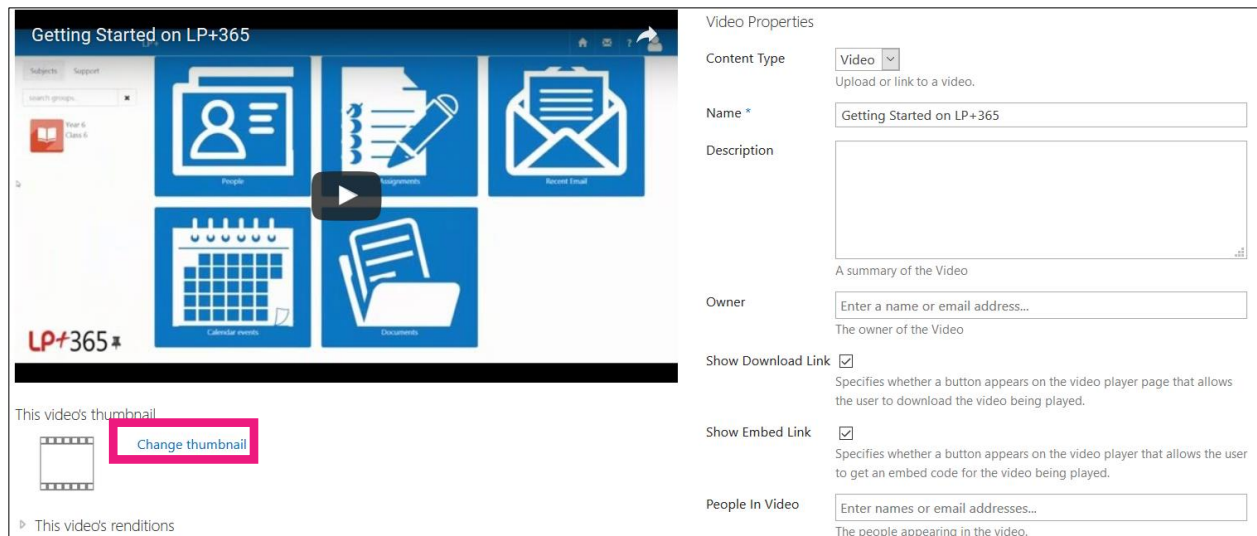 Getting Started on LP+365
Subjects Support
search groups... ×
Year 6
Class 6
People
Assignments
Recent Email
Calendar events
Documents
LP+365
This video's thumbnail
Change thumbnail
This video's renditions
Video Properties
Content Type Video
Upload or link to a video.
Name * Getting Started on LP+365
Description
A summary of the Video
Owner Enter a name or email address...
The owner of the Video
Show Download Link
Specifies whether a button appears on the video player page that allows
the user to download the video being played.
Show Embed Link
Specifies whether a button appears on the video player that allows the user
to get an embed code for the video being played.
People In Video Enter names or email addresses...
The people appearing in the video.